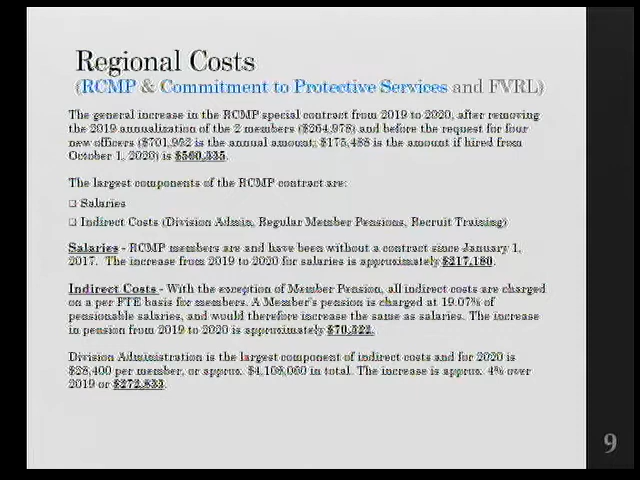 Regional Costs
(RCMP & Commitment to Protective Services and FVRL)
The general increase in the RCMP special contract from 2019 to 2020, after removing
the 2019 annualization of the 2 members ($264,978) and before the request for four
new officers ($701,952 is the annual amount; $175,488 is the amount if hired from
October 1, 2020) is $560,335.
The largest components of the RCMP contract are:
❑ Salaries
❑ Indirect Costs (Division Admin, Regular Member Pensions, Recruit Training)
Salaries - RCMP members are and have been without a contract since January 1,
2017. The increase from 2019 to 2020 for salaries is approximately $217,180.
Indirect Costs - With the exception of Member Pension, all indirect costs are charged
on a per FTE basis for members. A Member's pension is charged at 19.07% of
pensionable salaries, and would therefore increase the same as salaries. The increase
in pension from 2019 to 2020 is approximately $70,322.
Division Administration is the largest component of indirect costs and for 2020 is
$28,400 per member, or approx. in total. The increase is approx. 4% over
2019 or $272,833.
9